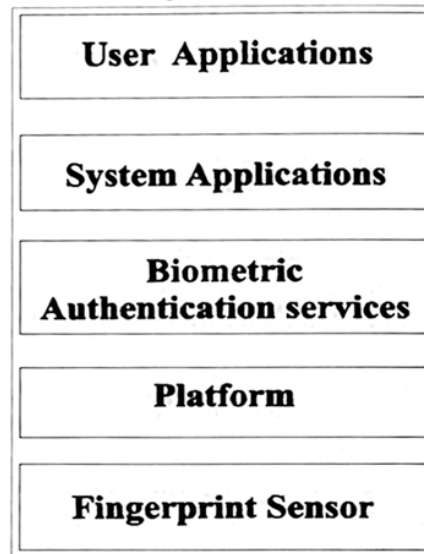 User Applications
System Applications
Biometric
Authentication services
Platform
Fingerprint Sensor